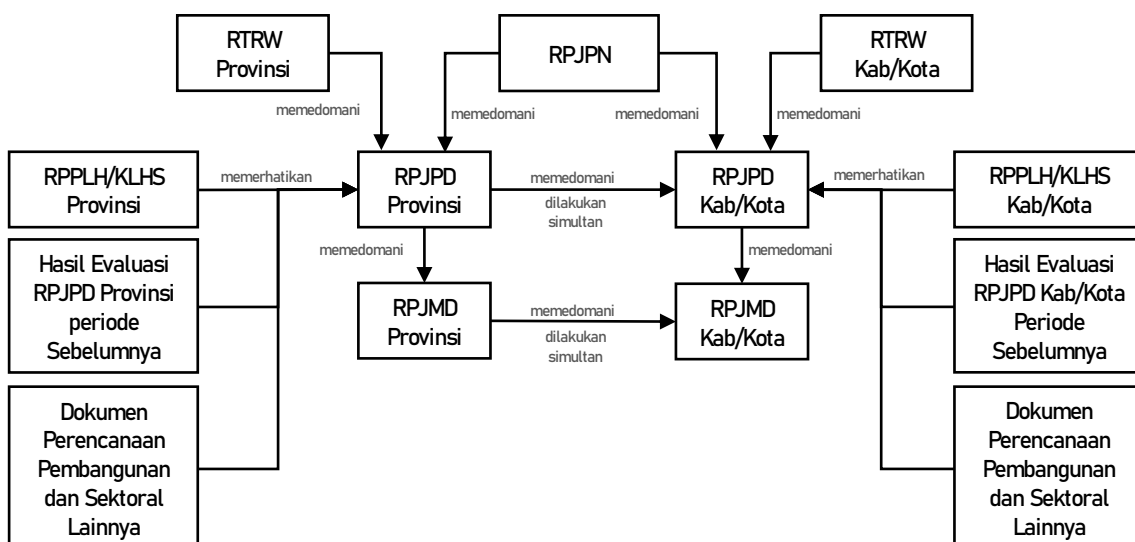 RTRW
Provinsi
RPJPN
RTRW
Kab/Kota
memedomani
memedomani
memedomani
memedomani
RPPLH/KLHS
Provinsi
memerhatikan
RPJPD
Provinsi
memedomani
dilakukan
simultan
RPJPD
Kab/Kota
memerhatikan
RPPLH/KLHS
Kab/Kota
Hasil Evaluasi
RPJPD Provinsi
periode
Sebelumnya
memedomani
memedomani
Hasil Evaluasi
RPJPD Kab/Kota
Periode
Sebelumnya
RPJMD
Provinsi
memedomani
dilakukan
simultan
RPJMD
Kab/Kota
Dokumen
Perencanaan
Pembangunan
dan Sektoral
Lainnya
Dokumen
Perencanaan
Pembangunan
dan Sektoral
Lainnya